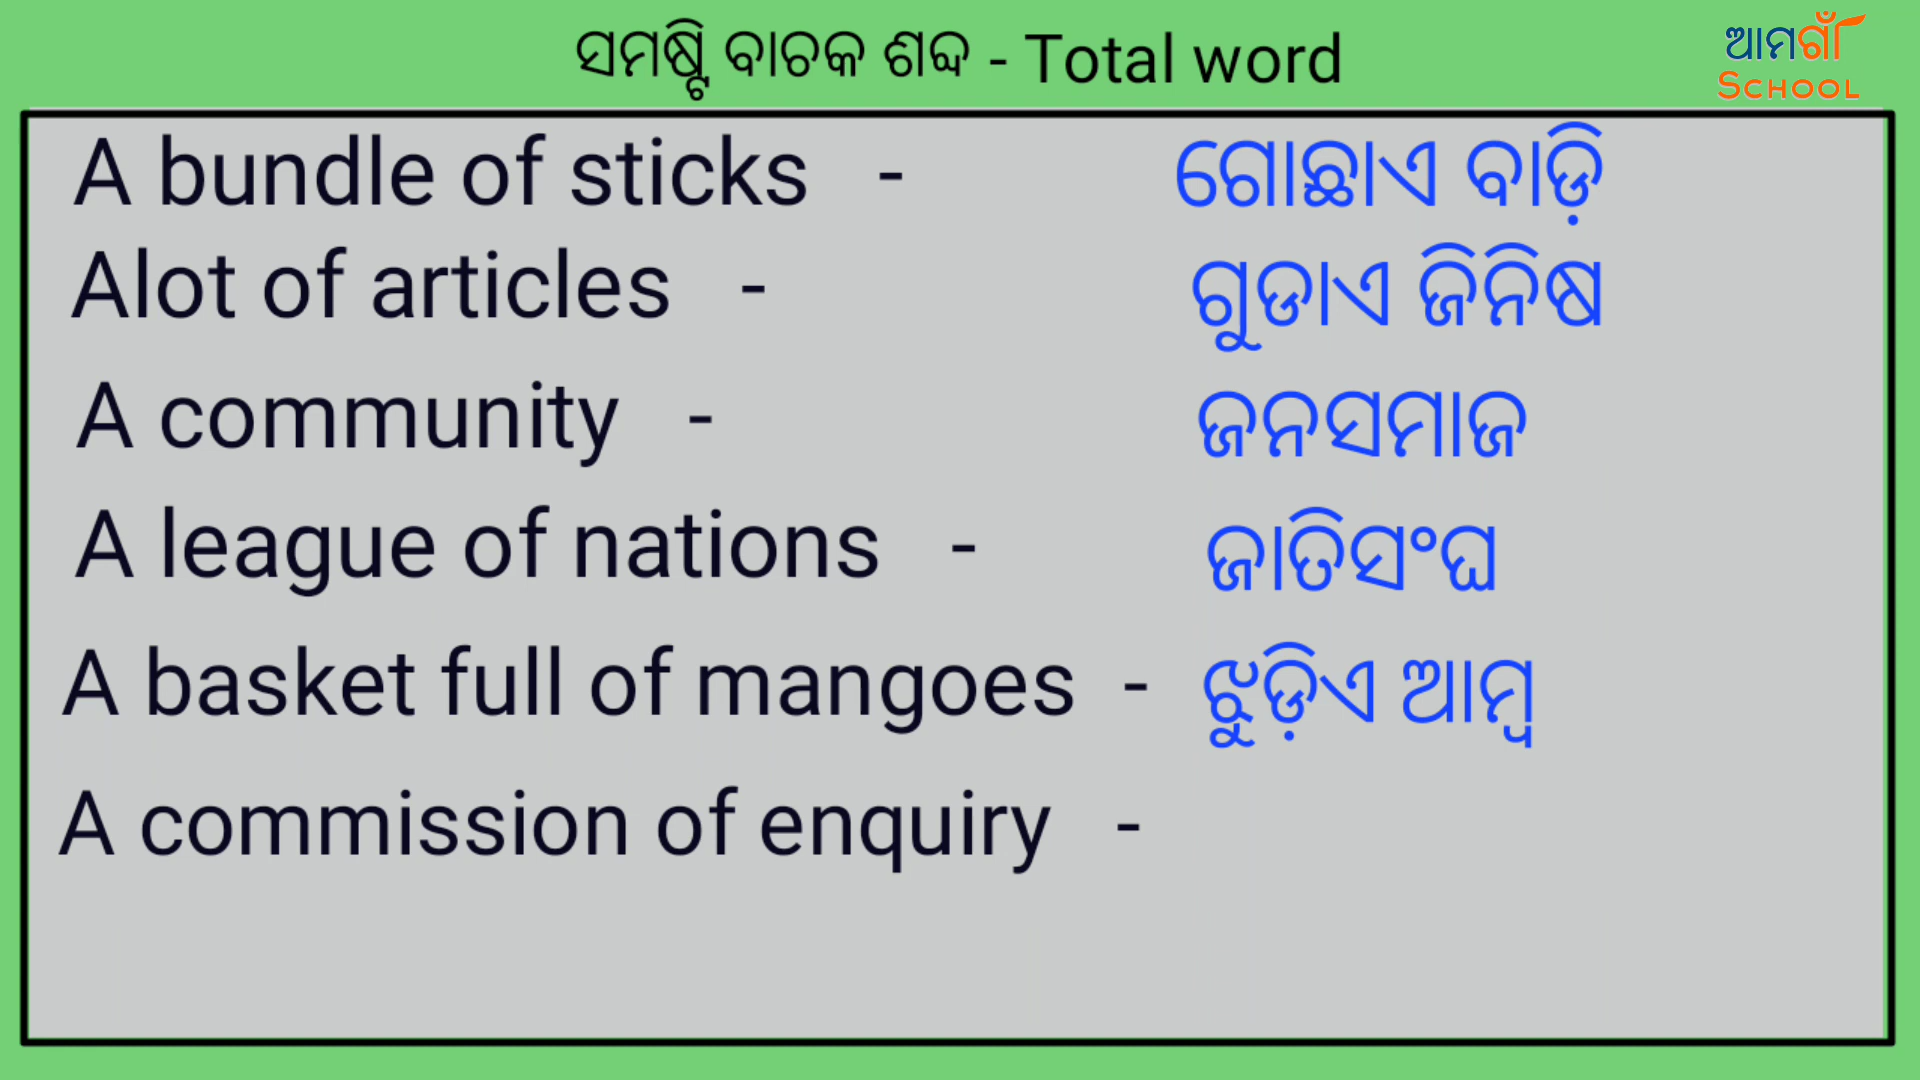 ସମଷ୍ଟି ବାଚକ ଶବ୍ଦ - Total word
ଆମଗାଁ
SCHOOL
A bundle of sticks - ଗୋଛାଏ ବାଡ଼ି
Alot of articles - ଗୁଡାଏ ଜିନିଷ
A community - ଜନସମାଜ
A league of nations - ଜାତିସଂଘ
A basket full of mangoes - ଝୁଡ଼ିଏ ଆମ୍ବ
A commission of enquiry -